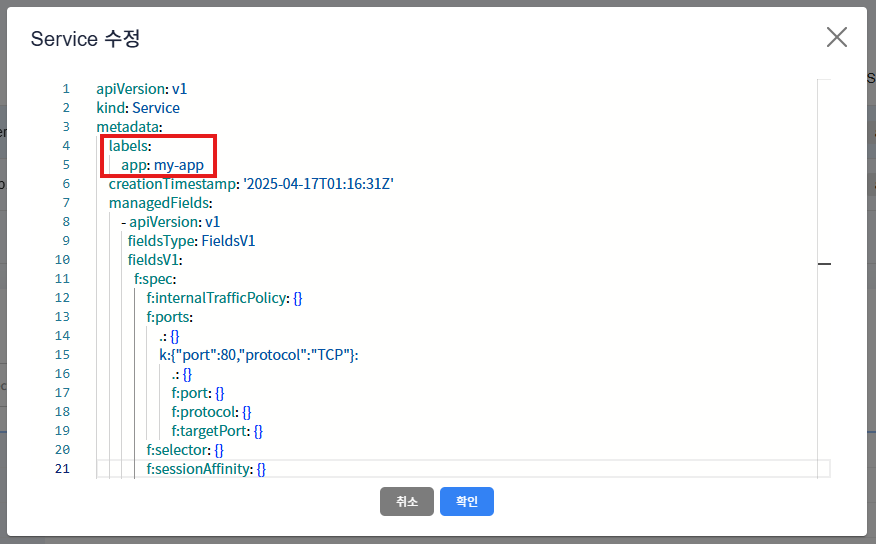 Service 수정
1 apiVersion: v1
2 kind: Service
3 metadata:
4 labels:
5 app: my-app
6 creationTimestamp: '2025-04-17T01:16:31Z'
7 managedFields:
8 - apiVersion: v1
9 fieldsType: FieldsV1
10 fieldsV1:
11 f:spec:
12 f:internalTrafficPolicy: {}
13 f:ports:
14 .: {}
15 k:{"port":80,"protocol":"TCP"}:
16 .: {}
17 f:port: {}
18 f:protocol: {}
19 f:targetPort: {}
20 f:selector: {}
21 f:sessionAffinity: {}
취소 확인